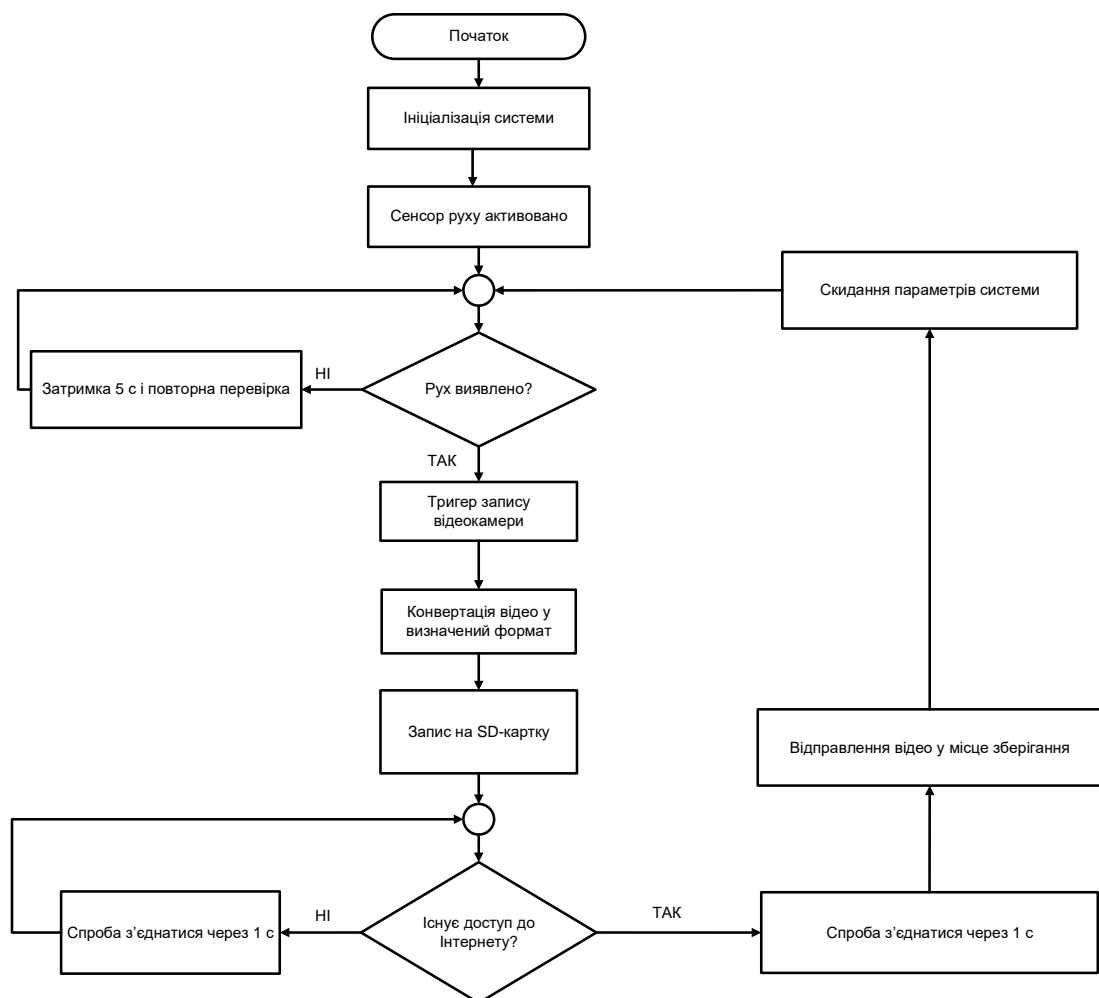 Початок
Ініціалізація системи
Сенсор руху активовано
Скидання параметрів системи
Затримка 5 с і повторна перевірка
НІ
Рух виявлено?
ТАК
Тригер запису
відеокамери
Конвертація відео у
визначений формат
Запис на SD-картку
Відправлення відео у місце зберігання
Спроба з’єднатися через 1 с
НІ
Існує доступ до
Інтернету?
ТАК
Спроба з’єднатися через 1 с